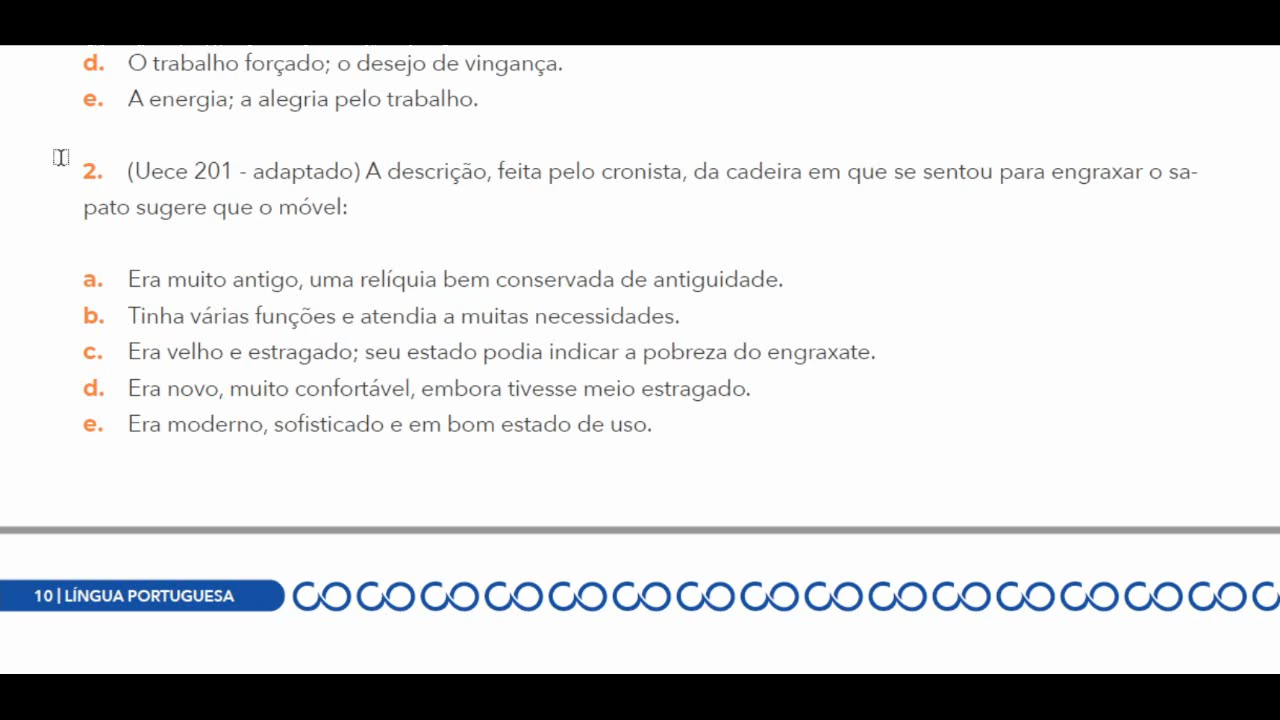 d. O trabalho forçado; o desejo de vingança.
e. A energia; a alegria pelo trabalho.
2. (Uece 201 - adaptado) A descrição, feita pelo cronista, da cadeira em que se sentou para engraxar o sa-
pato sugere que o móvel:
a. Era muito antigo, uma relíquia bem conservada de antiguidade.
b. Tinha várias funções e atendia a muitas necessidades.
c. Era velho e estragado; seu estado podia indicar a pobreza do engraxate.
d. Era novo, muito confortável, embora tivesse meio estragado.
e. Era moderno, sofisticado e em bom estado de uso.
10 | LÍNGUA PORTUGUESA